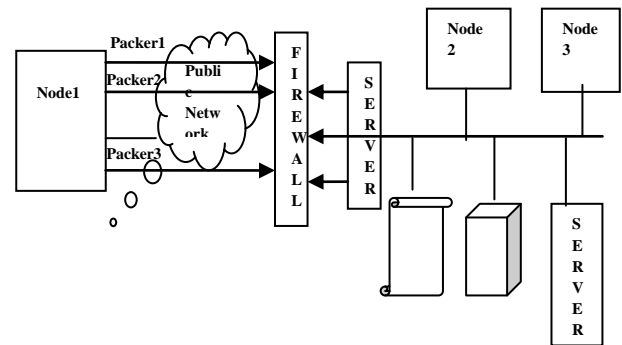 Packer1
Packer2
Packer3
Node1
Publi
c
Netw
ork
F
I
R
E
W
A
L
L
S
E
R
V
E
R
Node
2
Node
3
S
E
R
V
E
R